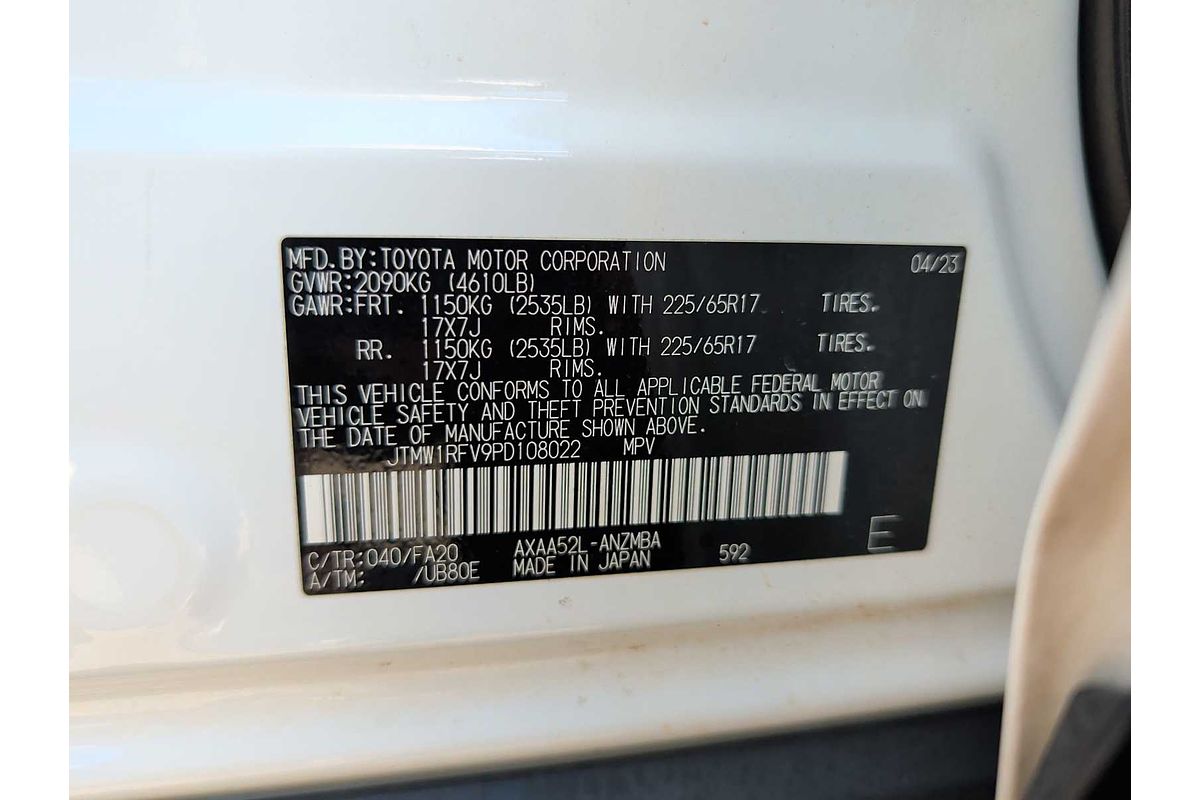 MFD. BY:TOYOTA MOTOR CORPORATION 04/23
GVWR:2090KG (4610LB)
GAWR:FRT. 1150KG (2535LB) WITH 225/65R17 TIRES.
17X7J RIMS.
RR. 1150KG (2535LB) WITH 225/65R17 TIRES.
17X7J RIMS.
THIS VEHICLE CONFORMS TO ALL APPLICABLE FEDERAL MOTOR
VEHICLE SAFETY AND THEFT PREVENTION STANDARDS IN EFFECT ON
THE DATE OF MANUFACTURE SHOWN ABOVE.
JTMW1RFV9PD108022 MPV
C/TR:040/FA20 AXAA52L-ANZMBA 592 E
A/TM: /UB80E MADE IN JAPAN